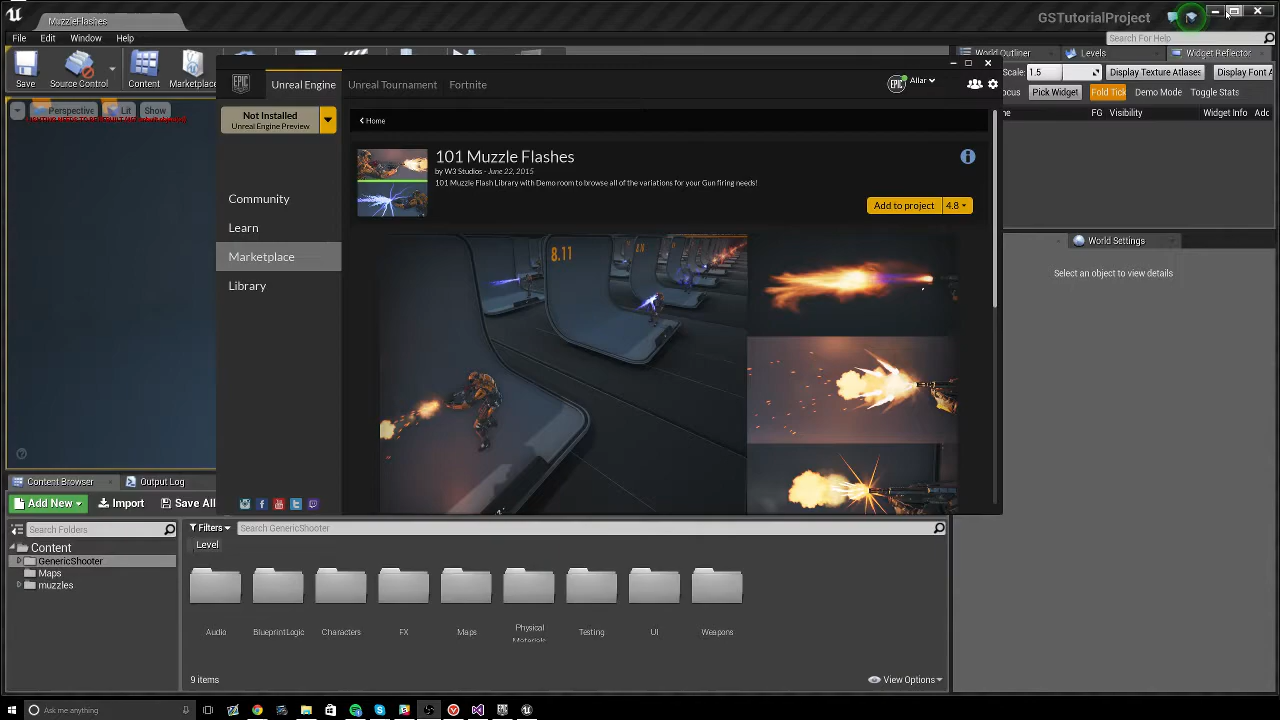 MuzzleFlashes
GSTutorialProject
File Edit Window Help
Search For Help
Save Source Control Content Marketplace
World Outliner Levels Widget Reflector
Scale: 1.5 Display Texture Atlases Display Font A
ocus Pick Widget Fold Tick Demo Mode Toggle Stats
me FG Visibility Widget Info Adc
Perspective Lit Show
Unreal Engine Unreal Tournament Fortnite
Allar
Not Installed
Unreal Engine Preview
Home
Community
Learn
Marketplace
Library
101 Muzzle Flashes
by W3 Studios - June 22, 2015
101 Muzzle Flash Library with Demo room to browse all of the variations for your Gun firing needs!
Add to project 4.8
8.11
World Settings
Select an object to view details
Content Browser Output Log
Add New Import Save All
Search Folders
Filters Search GenericShooter
Level
Content
GenericShooter
Maps
muzzles
Audio BlueprintLogic Characters FX Maps Physical Testing UI Weapons
Materials
9 items
View Options
Ask me anything